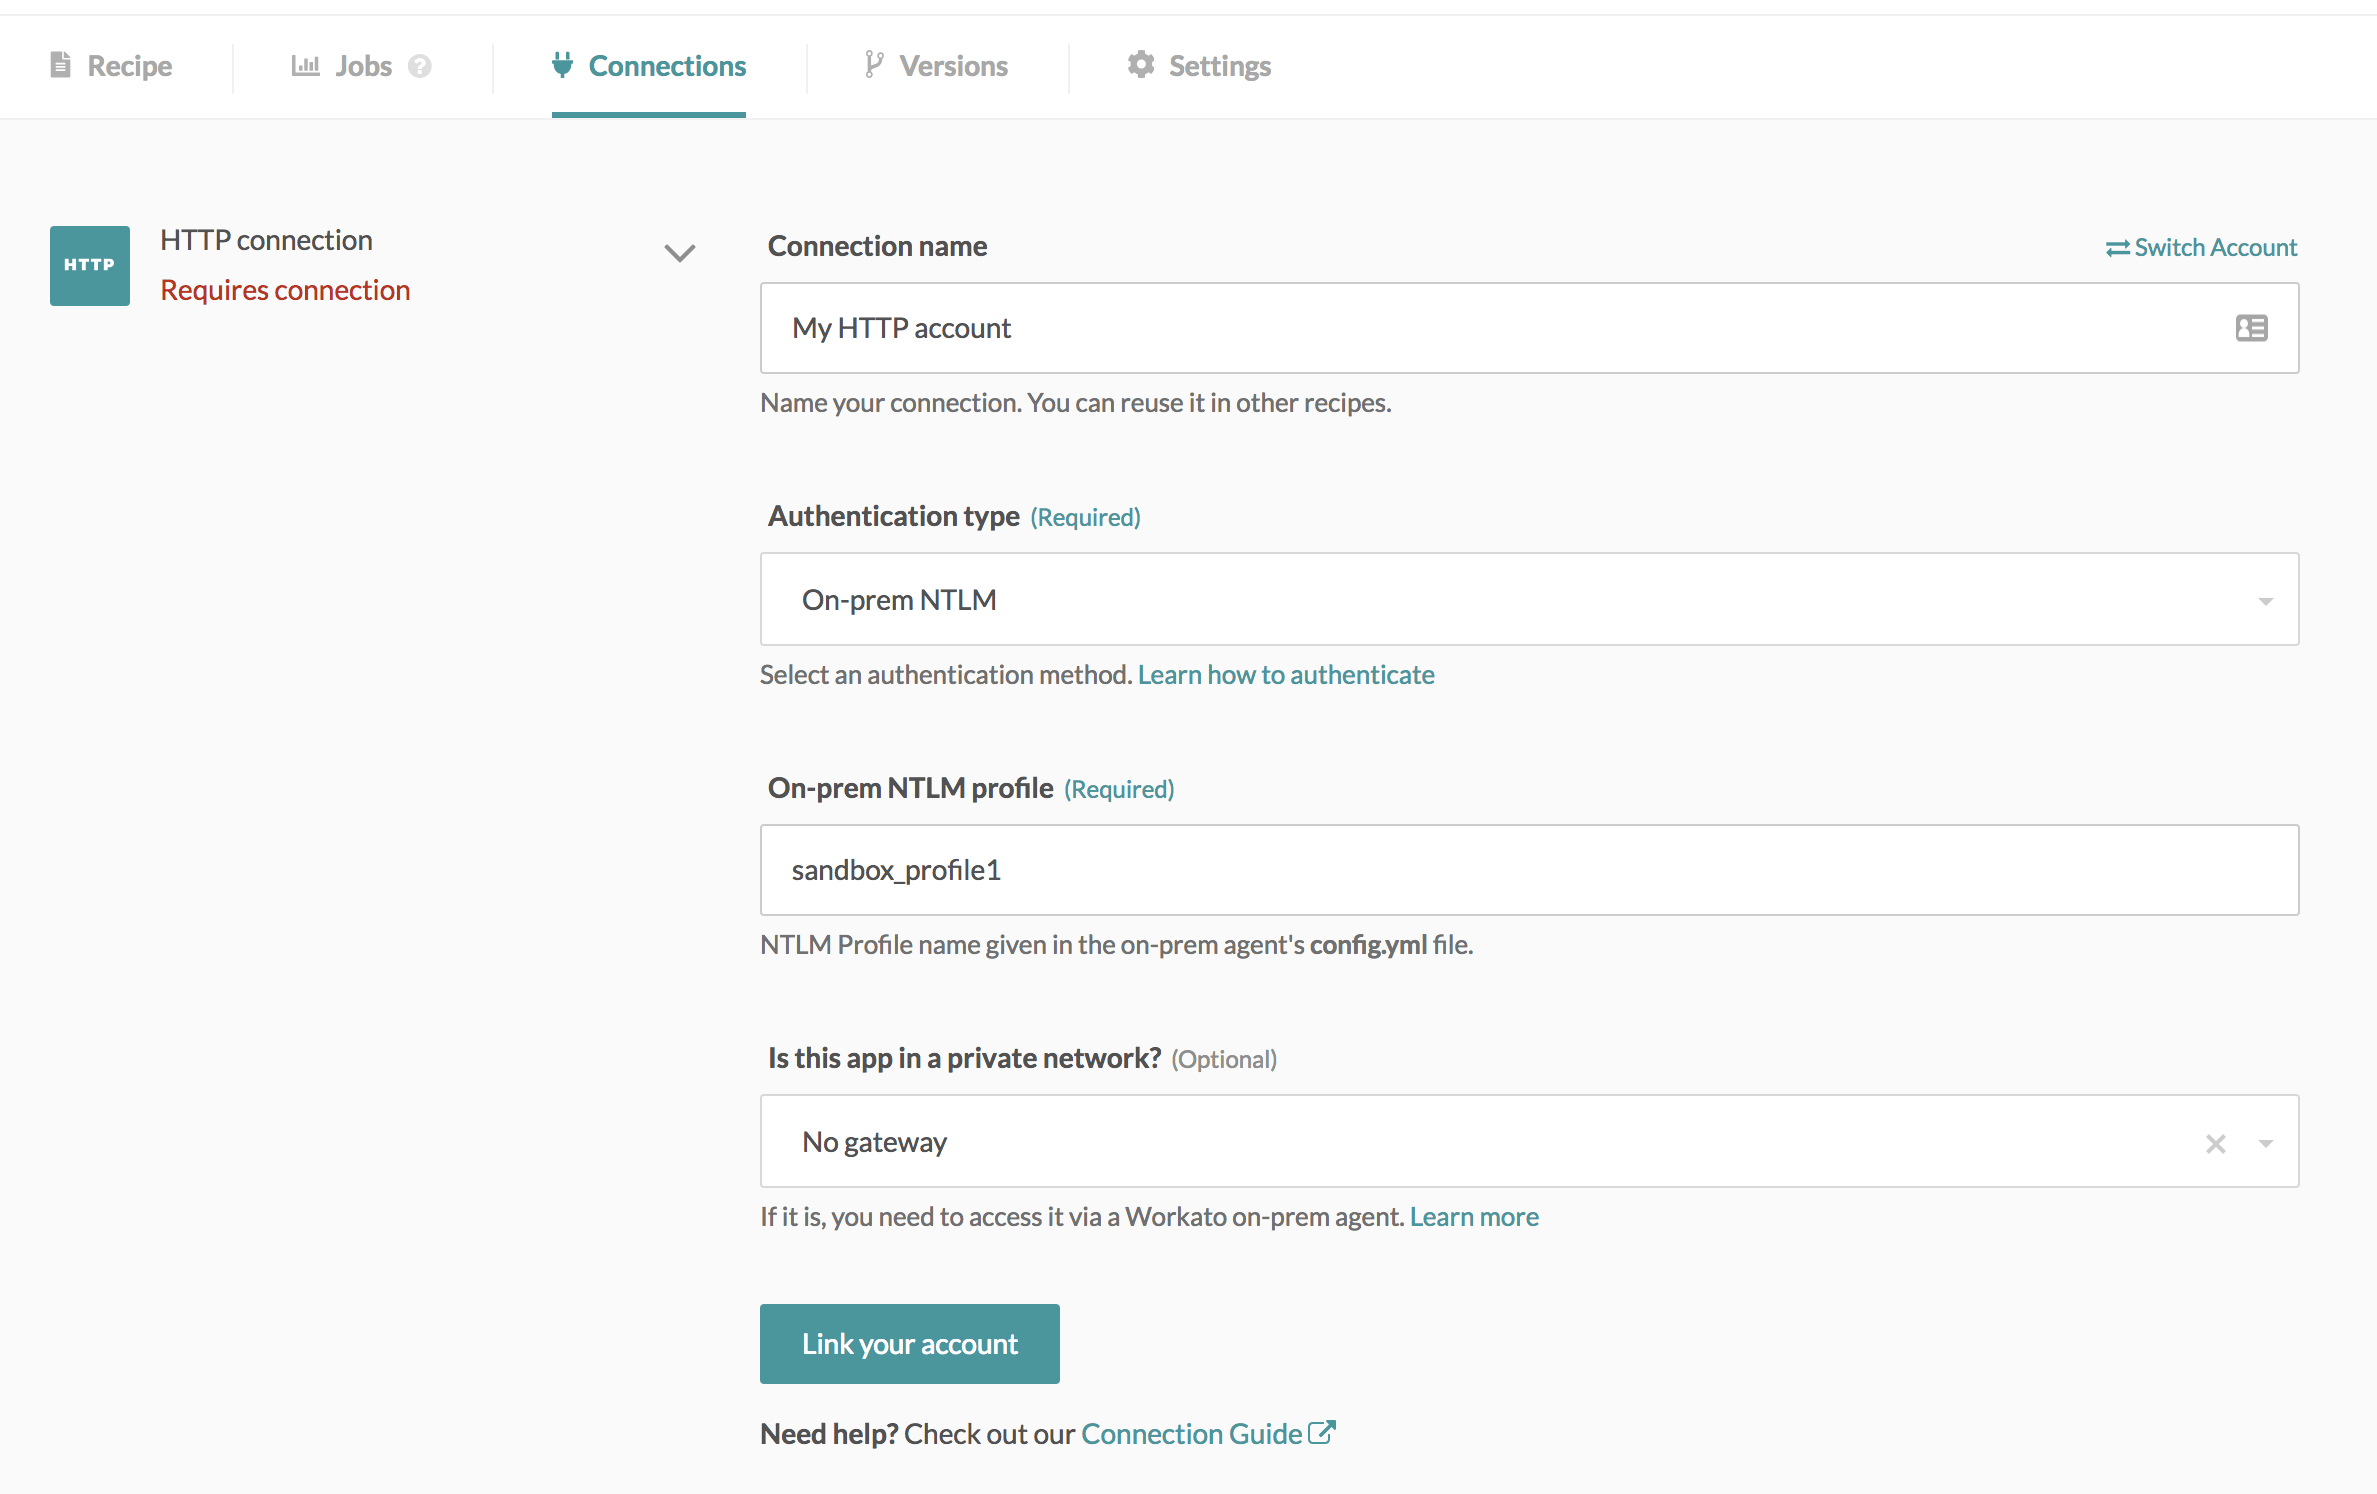 Recipe
Jobs ?
Connections
Versions
Settings
HTTP
HTTP connection
Requires connection
Connection name
Switch Account
My HTTP account
Name your connection. You can reuse it in other recipes.
Authentication type (Required)
On-prem NTLM
Select an authentication method. Learn how to authenticate
On-prem NTLM profile (Required)
sandbox_profile1
NTLM Profile name given in the on-prem agent's config.yml file.
Is this app in a private network? (Optional)
No gateway
If it is, you need to access it via a Workato on-prem agent. Learn more
Link your account
Need help? Check out our Connection Guide